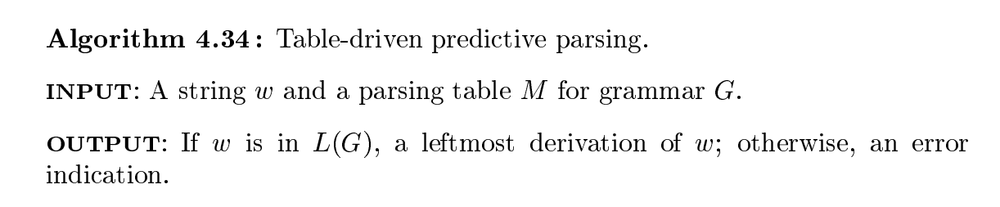 Algorithm 4.34: Table-driven predictive parsing.
INPUT: A string w and a parsing table M for grammar G.
OUTPUT: If w is in L(G), a leftmost derivation of w; otherwise, an error
indication.